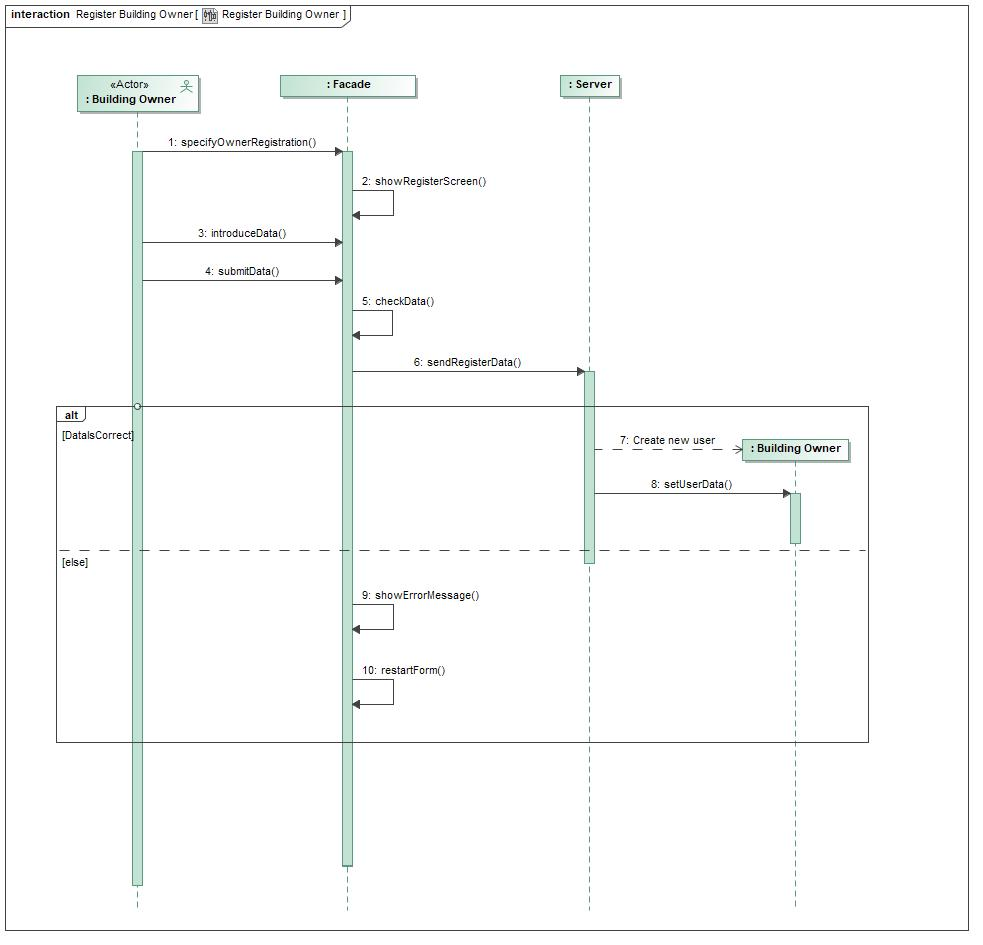 interaction Register Building Owner [ Register Building Owner ]
«Actor»
: Building Owner
: Facade
: Server
1: specifyOwnerRegistration()
2: showRegisterScreen()
3: introduceData()
4: submitData()
5: checkData()
6: sendRegisterData()
alt
[DataIsCorrect]
7: Create new user
: Building Owner
8: setUserData()
[else]
9: showErrorMessage()
10: restartForm()